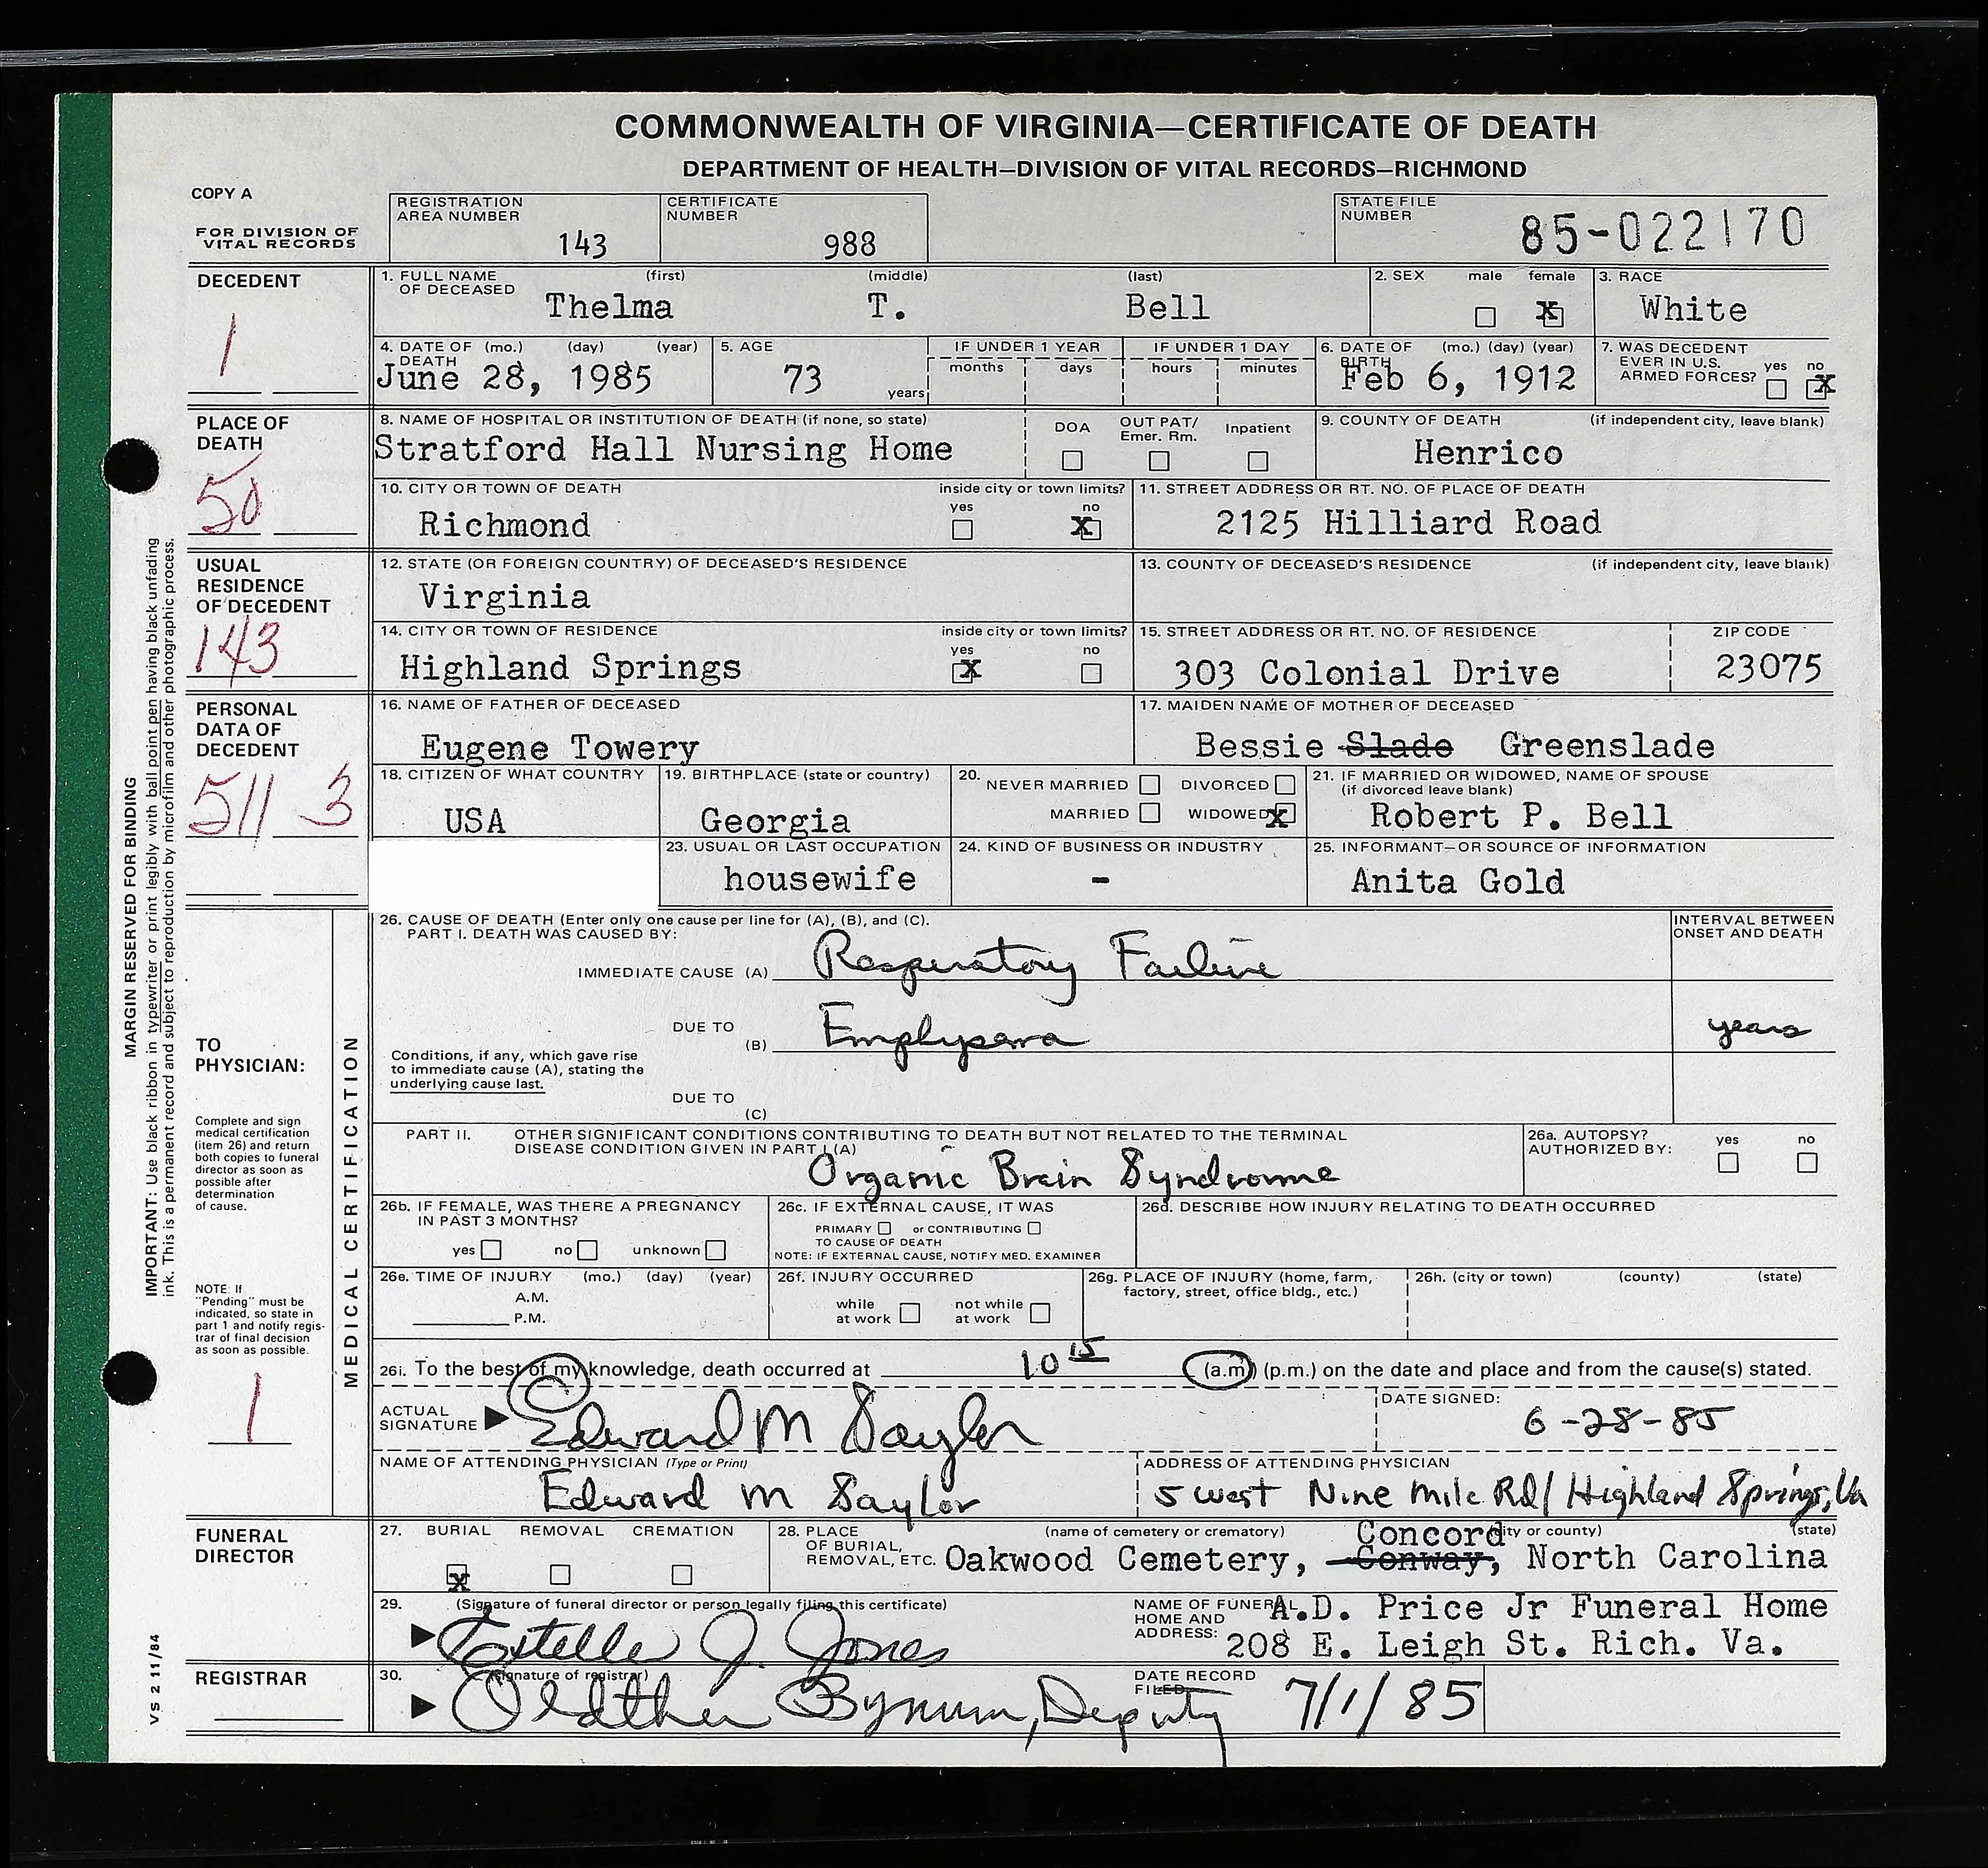 COMMONWEALTH OF VIRGINIA—CERTIFICATE OF DEATH
DEPARTMENT OF HEALTH—DIVISION OF VITAL RECORDS—RICHMOND
COPY A
FOR DIVISION OF VITAL RECORDS
REGISTRATION AREA NUMBER 143
CERTIFICATE NUMBER 988
STATE FILE NUMBER 85-022170
DECEDENT
1
1. FULL NAME OF DECEASED (first) (middle) (last)
Thelma T. Bell
2. SEX male female X
3. RACE White
4. DATE OF DEATH (mo.) (day) (year)
June 28, 1985
5. AGE 73 years
IF UNDER 1 YEAR months days
IF UNDER 1 DAY hours minutes
6. DATE OF BIRTH (mo.) (day) (year)
Feb 6, 1912
7. WAS DECEDENT EVER IN U.S. ARMED FORCES? yes no X
PLACE OF DEATH
50
8. NAME OF HOSPITAL OR INSTITUTION OF DEATH (if none, so state)
Stratford Hall Nursing Home
DOA OUT PAT/ Emer. Rm. Inpatient
9. COUNTY OF DEATH (if independent city, leave blank)
Henrico
10. CITY OR TOWN OF DEATH inside city or town limits? yes no X
Richmond
11. STREET ADDRESS OR RT. NO. OF PLACE OF DEATH
2125 Hilliard Road
USUAL RESIDENCE OF DECEDENT
143
12. STATE (OR FOREIGN COUNTRY) OF DECEASED'S RESIDENCE
Virginia
13. COUNTY OF DECEASED'S RESIDENCE (if independent city, leave blank)
14. CITY OR TOWN OF RESIDENCE inside city or town limits? yes X no
Highland Springs
15. STREET ADDRESS OR RT. NO. OF RESIDENCE ZIP CODE
303 Colonial Drive 23075
PERSONAL DATA OF DECEDENT
511 3
16. NAME OF FATHER OF DECEASED
Eugene Towery
17. MAIDEN NAME OF MOTHER OF DECEASED
Bessie Slade Greenslade
18. CITIZEN OF WHAT COUNTRY
USA
19. BIRTHPLACE (state or country)
Georgia
20. NEVER MARRIED DIVORCED
MARRIED WIDOWED X
21. IF MARRIED OR WIDOWED, NAME OF SPOUSE
(if divorced leave blank)
Robert P. Bell
23. USUAL OR LAST OCCUPATION
housewife
24. KIND OF BUSINESS OR INDUSTRY
-
25. INFORMANT—OR SOURCE OF INFORMATION
Anita Gold
MARGIN RESERVED FOR BINDING
IMPORTANT: Use black ribbon in typewriter or print legibly with ball point pen having black unfading
ink. This is a permanent record and subject to reproduction by microfilm and other photographic process.
VS 2 11/84
TO PHYSICIAN:
Complete and sign
medical certification
(item 26) and return
both copies to funeral
director as soon as
possible after
determination
of cause.
NOTE: If
"Pending" must be
indicated, so state in
part 1 and notify regis-
trar of final decision
as soon as possible.
1
MEDICAL CERTIFICATION
26. CAUSE OF DEATH (Enter only one cause per line for (A), (B), and (C).
PART I. DEATH WAS CAUSED BY:
INTERVAL BETWEEN ONSET AND DEATH
IMMEDIATE CAUSE (A) Respiratory Failure
DUE TO (B) Emphysema years
Conditions, if any, which gave rise
to immediate cause (A), stating the
underlying cause last.
DUE TO (C)
PART II. OTHER SIGNIFICANT CONDITIONS CONTRIBUTING TO DEATH BUT NOT RELATED TO THE TERMINAL
DISEASE CONDITION GIVEN IN PART I (A)
Organic Brain Syndrome
26a. AUTOPSY? AUTHORIZED BY: yes no
26b. IF FEMALE, WAS THERE A PREGNANCY IN PAST 3 MONTHS?
yes no unknown
26c. IF EXTERNAL CAUSE, IT WAS
PRIMARY or CONTRIBUTING
TO CAUSE OF DEATH
NOTE: IF EXTERNAL CAUSE, NOTIFY MED. EXAMINER
26d. DESCRIBE HOW INJURY RELATING TO DEATH OCCURRED
26e. TIME OF INJURY (mo.) (day) (year)
A.M.
P.M.
26f. INJURY OCCURRED
while at work not while at work
26g. PLACE OF INJURY (home, farm, factory, street, office bldg., etc.)
26h. (city or town) (county) (state)
26i. To the best of my knowledge, death occurred at 10 15 (a.m) (p.m.) on the date and place and from the cause(s) stated.
ACTUAL SIGNATURE Edward M Saylor
DATE SIGNED: 6-28-85
NAME OF ATTENDING PHYSICIAN (Type or Print)
Edward M Saylor
ADDRESS OF ATTENDING PHYSICIAN
5 West Nine Mile Rd/ Highland Springs, Va
FUNERAL DIRECTOR
27. BURIAL X REMOVAL CREMATION
28. PLACE OF BURIAL, REMOVAL, ETC. (name of cemetery or crematory) (city or county) (state)
Concord
Oakwood Cemetery, Conway, North Carolina
29. (Signature of funeral director or person legally filing this certificate)
Estelle J. Jones
NAME OF FUNERAL HOME AND ADDRESS:
A.D. Price Jr Funeral Home
208 E. Leigh St. Rich. Va.
REGISTRAR
30. (signature of registrar)
Bynum, Deputy
DATE RECORD FILED 7/1/85